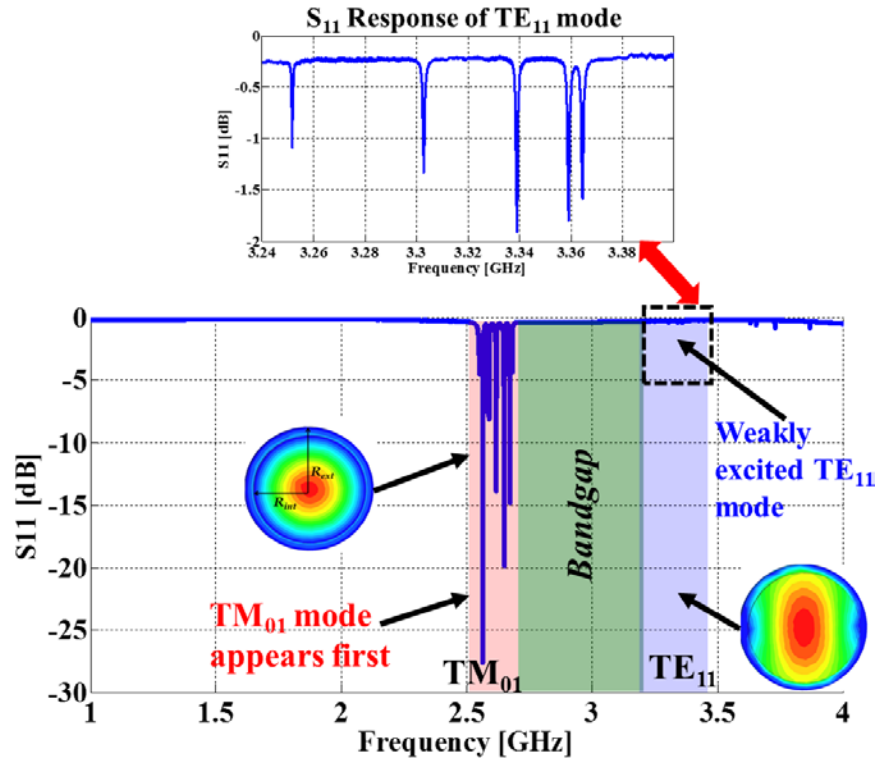 S₁₁ Response of TE₁₁ mode
0
-0.5
-1
-1.5
-2
S11 [dB]
3.24 3.26 3.28 3.3 3.32 3.34 3.36 3.38
Frequency [GHz]
0
-5
-10
-15
-20
-25
-30
S11 [dB]
R_ext
R_int
Bandgap
Weakly
excited TE₁₁
mode
TM₀₁ mode
appears first
TM₀₁
TE₁₁
1 1.5 2 2.5 3 3.5 4
Frequency [GHz]